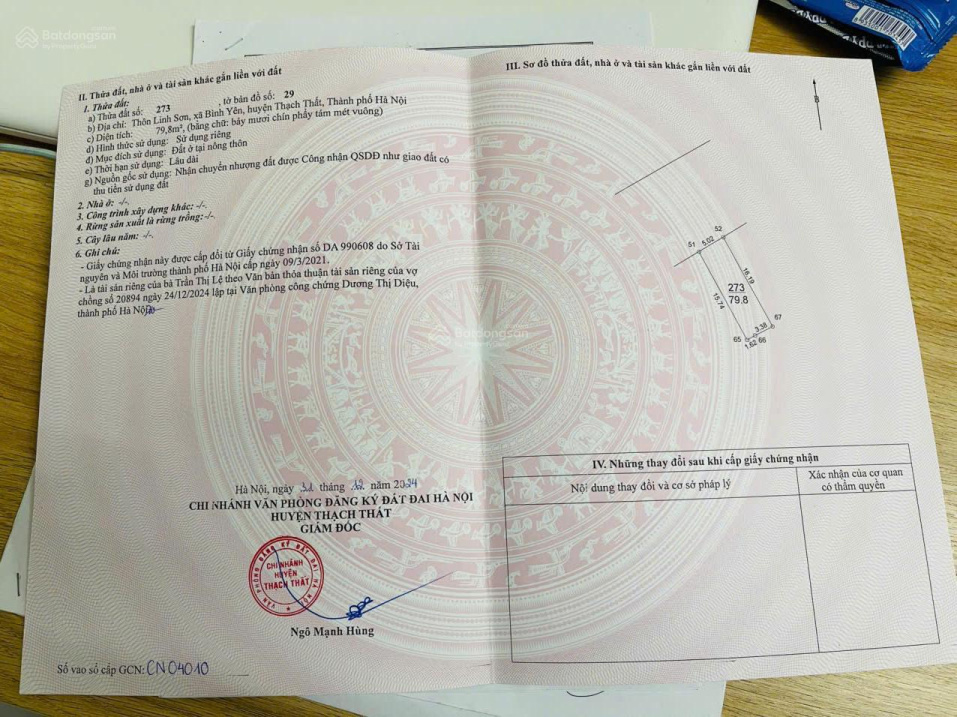 Batdongsan
by PropertyGuru
II. Thửa đất, nhà ở và tài sản khác gắn liền với đất
1. Thửa đất:
a) Thửa đất số: 273 , tờ bản đồ số: 29
b) Địa chỉ: Thôn Linh Sơn, xã Bình Yên, huyện Thạch Thất, Thành phố Hà Nội
c) Diện tích: 79,8m², (bằng chữ: bảy mươi chín phẩy tám mét vuông)
d) Hình thức sử dụng: Sử dụng riêng
đ) Mục đích sử dụng: Đất ở tại nông thôn
e) Thời hạn sử dụng: Lâu dài
g) Nguồn gốc sử dụng: Nhận chuyển nhượng đất được Công nhận QSDĐ như giao đất có
thu tiền sử dụng đất
2. Nhà ở: -/-.
3. Công trình xây dựng khác: -/-.
4. Rừng sản xuất là rừng trồng:-/-.
5. Cây lâu năm: -/-.
6. Ghi chú:
- Giấy chứng nhận này được cấp đổi từ Giấy chứng nhận số DA 990608 do Sở Tài
nguyên và Môi trường thành phố Hà Nội cấp ngày 09/3/2021.
- Là tài sản riêng của bà Trần Thị Lệ theo Văn bản thỏa thuận tài sản riêng của vợ
chồng số 20894 ngày 24/12/2024 lập tại Văn phòng công chứng Dương Thị Diệu,
thành phố Hà Nội
Hà Nội, ngày 31 tháng 12 năm 2024
CHI NHÁNH VĂN PHÒNG ĐĂNG KÝ ĐẤT ĐAI HÀ NỘI
HUYỆN THẠCH THẤT
GIÁM ĐỐC
VĂN PHÒNG ĐĂNG KÝ ĐẤT ĐAI HÀ NỘI
CHI NHÁNH
HUYỆN
THẠCH THẤT
Ngô Mạnh Hùng
Số vào sổ cấp GCN: CN04010
III. Sơ đồ thửa đất, nhà ở và tài sản khác gắn liền với đất
B
51
5.02
52
16.19
15.74
273
79.8
67
3.38
65
1.62
66
IV. Những thay đổi sau khi cấp giấy chứng nhận
Nội dung thay đổi và cơ sở pháp lý
Xác nhận của cơ quan
có thẩm quyền
Batdongsan